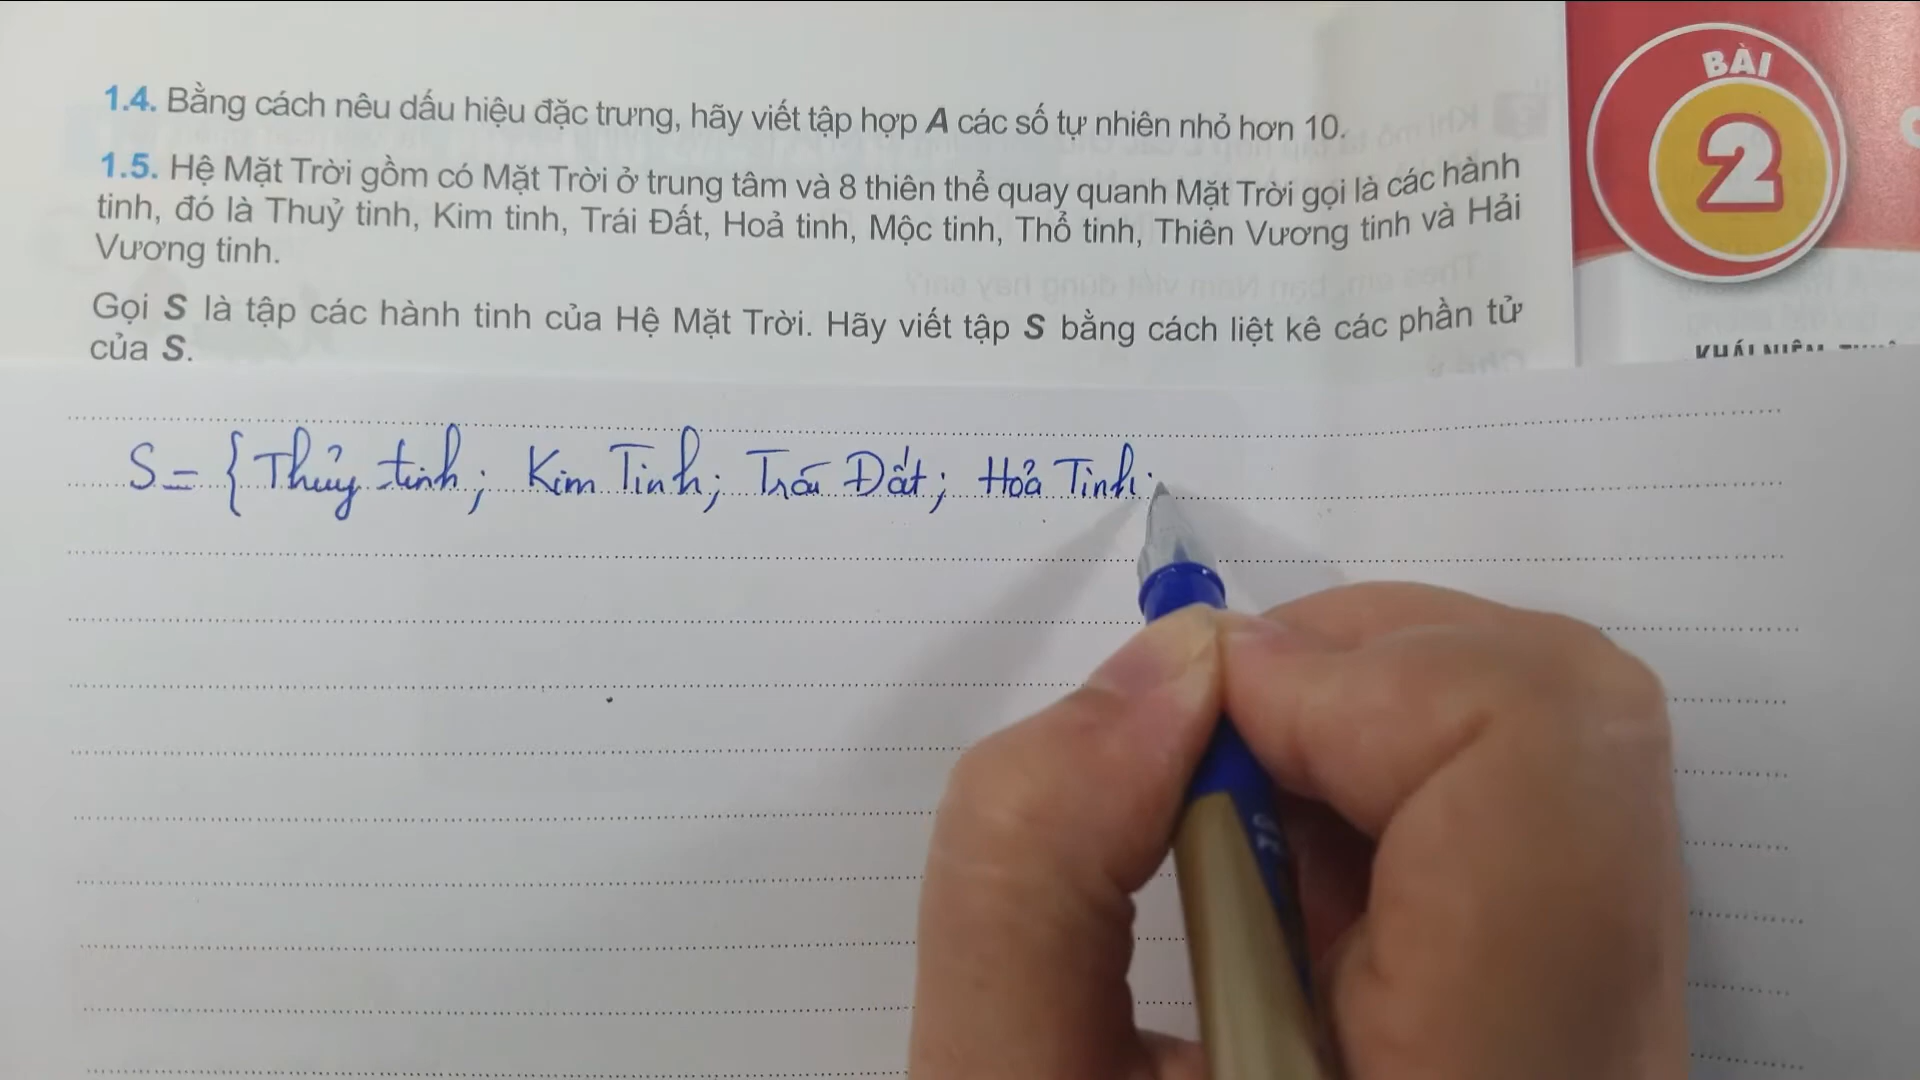 BÀI
2
1.4. Bằng cách nêu dấu hiệu đặc trưng, hãy viết tập hợp A các số tự nhiên nhỏ hơn 10.
1.5. Hệ Mặt Trời gồm có Mặt Trời ở trung tâm và 8 thiên thể quay quanh Mặt Trời gọi là các hành
tinh, đó là Thuỷ tinh, Kim tinh, Trái Đất, Hoả tinh, Mộc tinh, Thổ tinh, Thiên Vương tinh và Hải
Vương tinh.
Gọi S là tập các hành tinh của Hệ Mặt Trời. Hãy viết tập S bằng cách liệt kê các phần tử
của S.
S = { Thủy tinh; Kim Tinh; Trái Đất; Hoả Tinh;